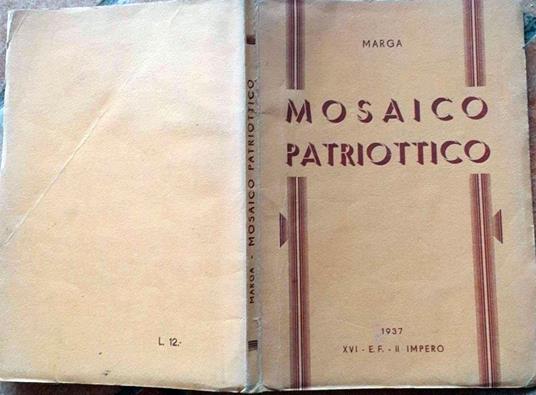 L. 12.-
MARGA - MOSAICO PATRIOTTICO
MARGA
MOSAICO
PATRIOTTICO
1937
XVI - E.F. - II IMPERO